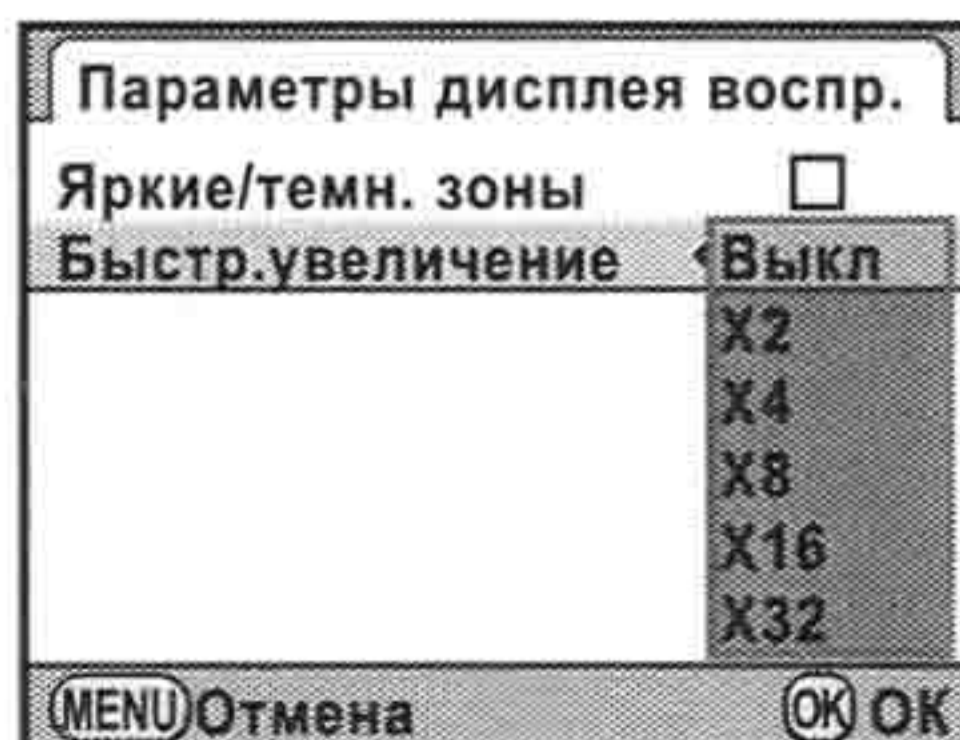 Параметры дисплея воспр.
Яркие/темн. зоны
Быстр.увеличение Выкл
X2
X4
X8
X16
X32
MENU Отмена OK OK